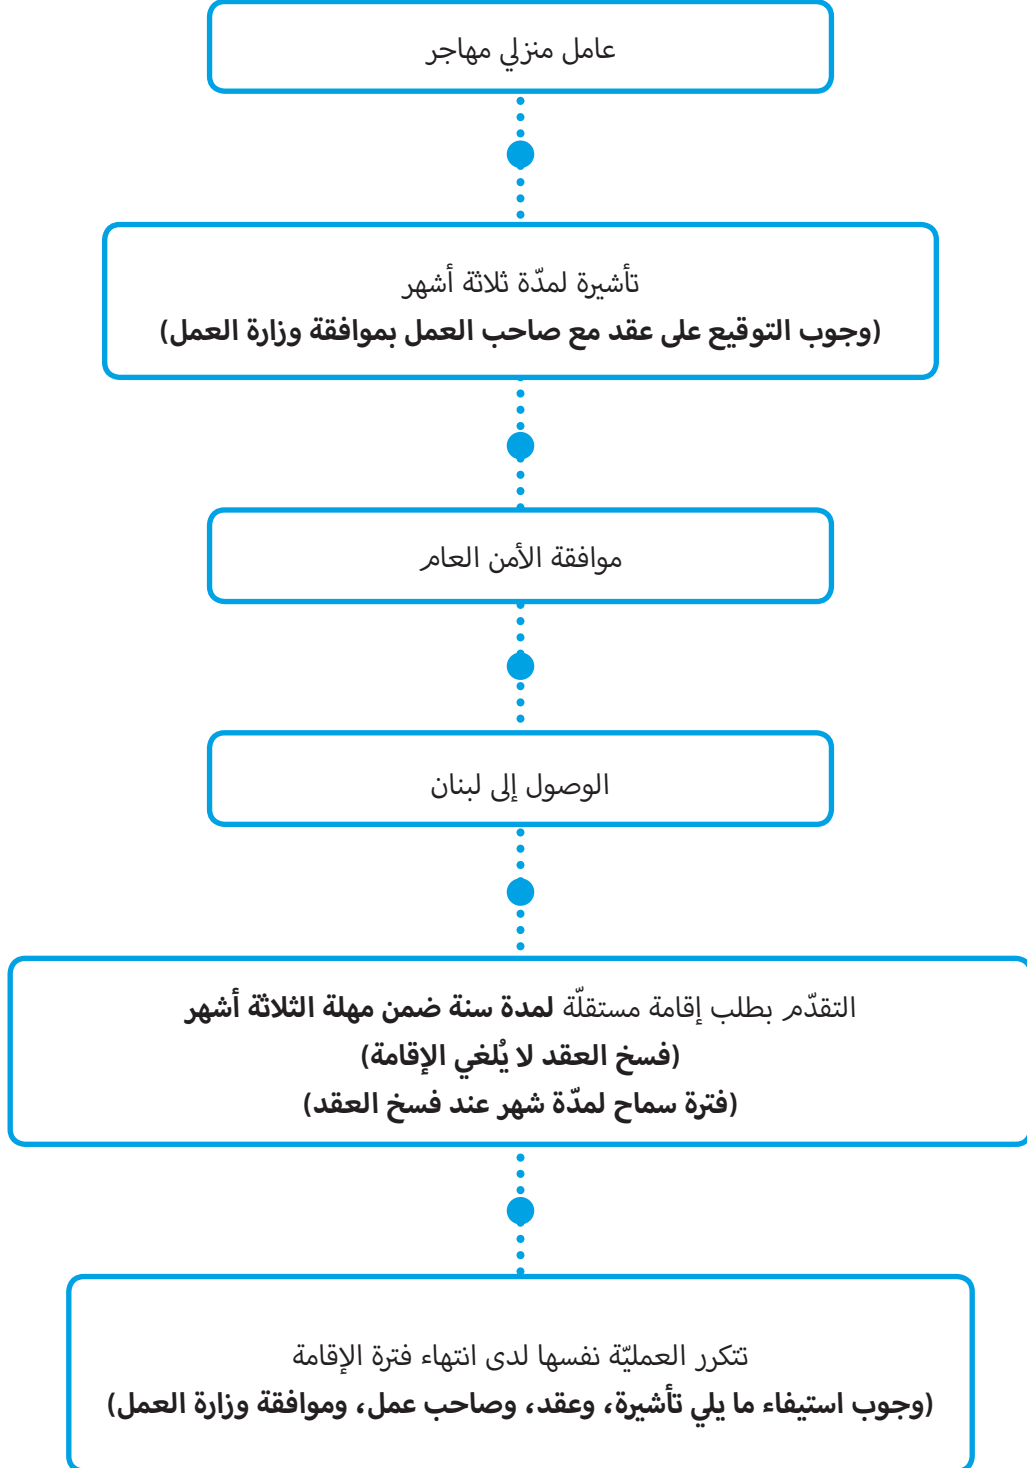 عامل منزلي مهاجر
تأشيرة لمدّة ثلاثة أشهر
(وجوب التوقيع على عقد مع صاحب العمل بموافقة وزارة العمل)
موافقة الأمن العام
الوصول إلى لبنان
التقدّم بطلب إقامة مستقلّة لمدة سنة ضمن مهلة الثلاثة أشهر
(فسخ العقد لا يُلغي الإقامة)
(فترة سماح لمدّة شهر عند فسخ العقد)
تتكرر العمليّة نفسها لدى انتهاء فترة الإقامة
(وجوب استيفاء ما يلي تأشيرة، وعقد، وصاحب عمل، وموافقة وزارة العمل)